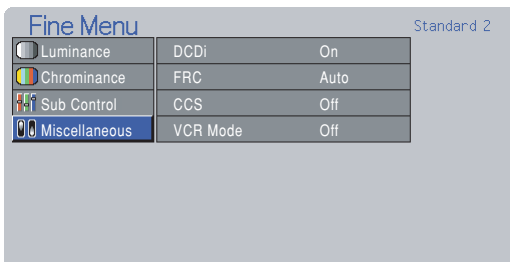 Fine Menu
Standard 2
Luminance DCDi On
Chrominance FRC Auto
Sub Control CCS Off
Miscellaneous VCR Mode Off